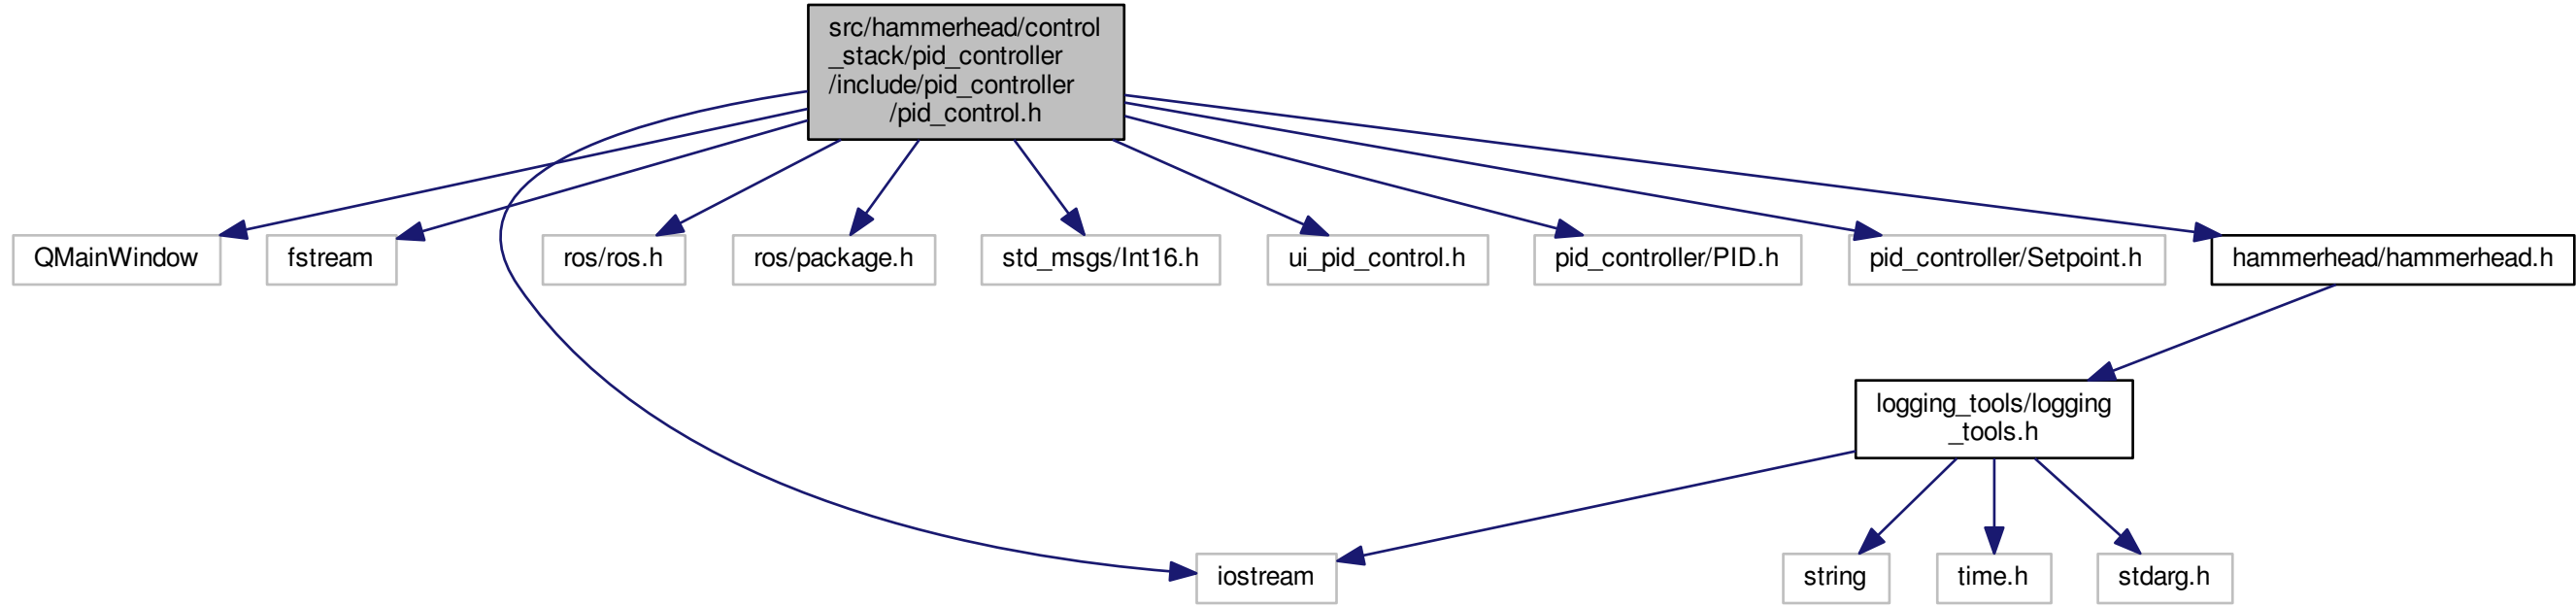 src/hammerhead/control
_stack/pid_controller
/include/pid_controller
/pid_control.h
QMainWindow
fstream
ros/ros.h
ros/package.h
std_msgs/Int16.h
ui_pid_control.h
pid_controller/PID.h
pid_controller/Setpoint.h
hammerhead/hammerhead.h
logging_tools/logging
_tools.h
iostream
string
time.h
stdarg.h